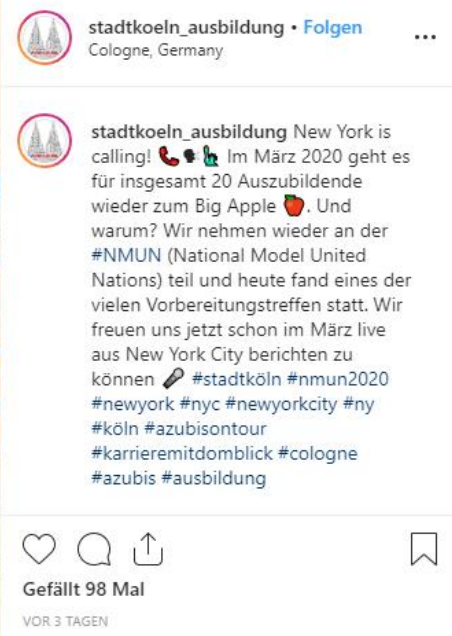 stadtkoeln_ausbildung • Folgen
Cologne, Germany
stadtkoeln_ausbildung New York is
calling! 📞🗣🗽 Im März 2020 geht es
für insgesamt 20 Auszubildende
wieder zum Big Apple 🍎. Und
warum? Wir nehmen wieder an der
#NMUN (National Model United
Nations) teil und heute fand eines der
vielen Vorbereitungstreffen statt. Wir
freuen uns jetzt schon im März live
aus New York City berichten zu
können 🎤 #stadtköln #nmun2020
#newyork #nyc #newyorkcity #ny
#köln #azubisontour
#karrieremitdomblick #cologne
#azubis #ausbildung
Gefällt 98 Mal
VOR 3 TAGEN